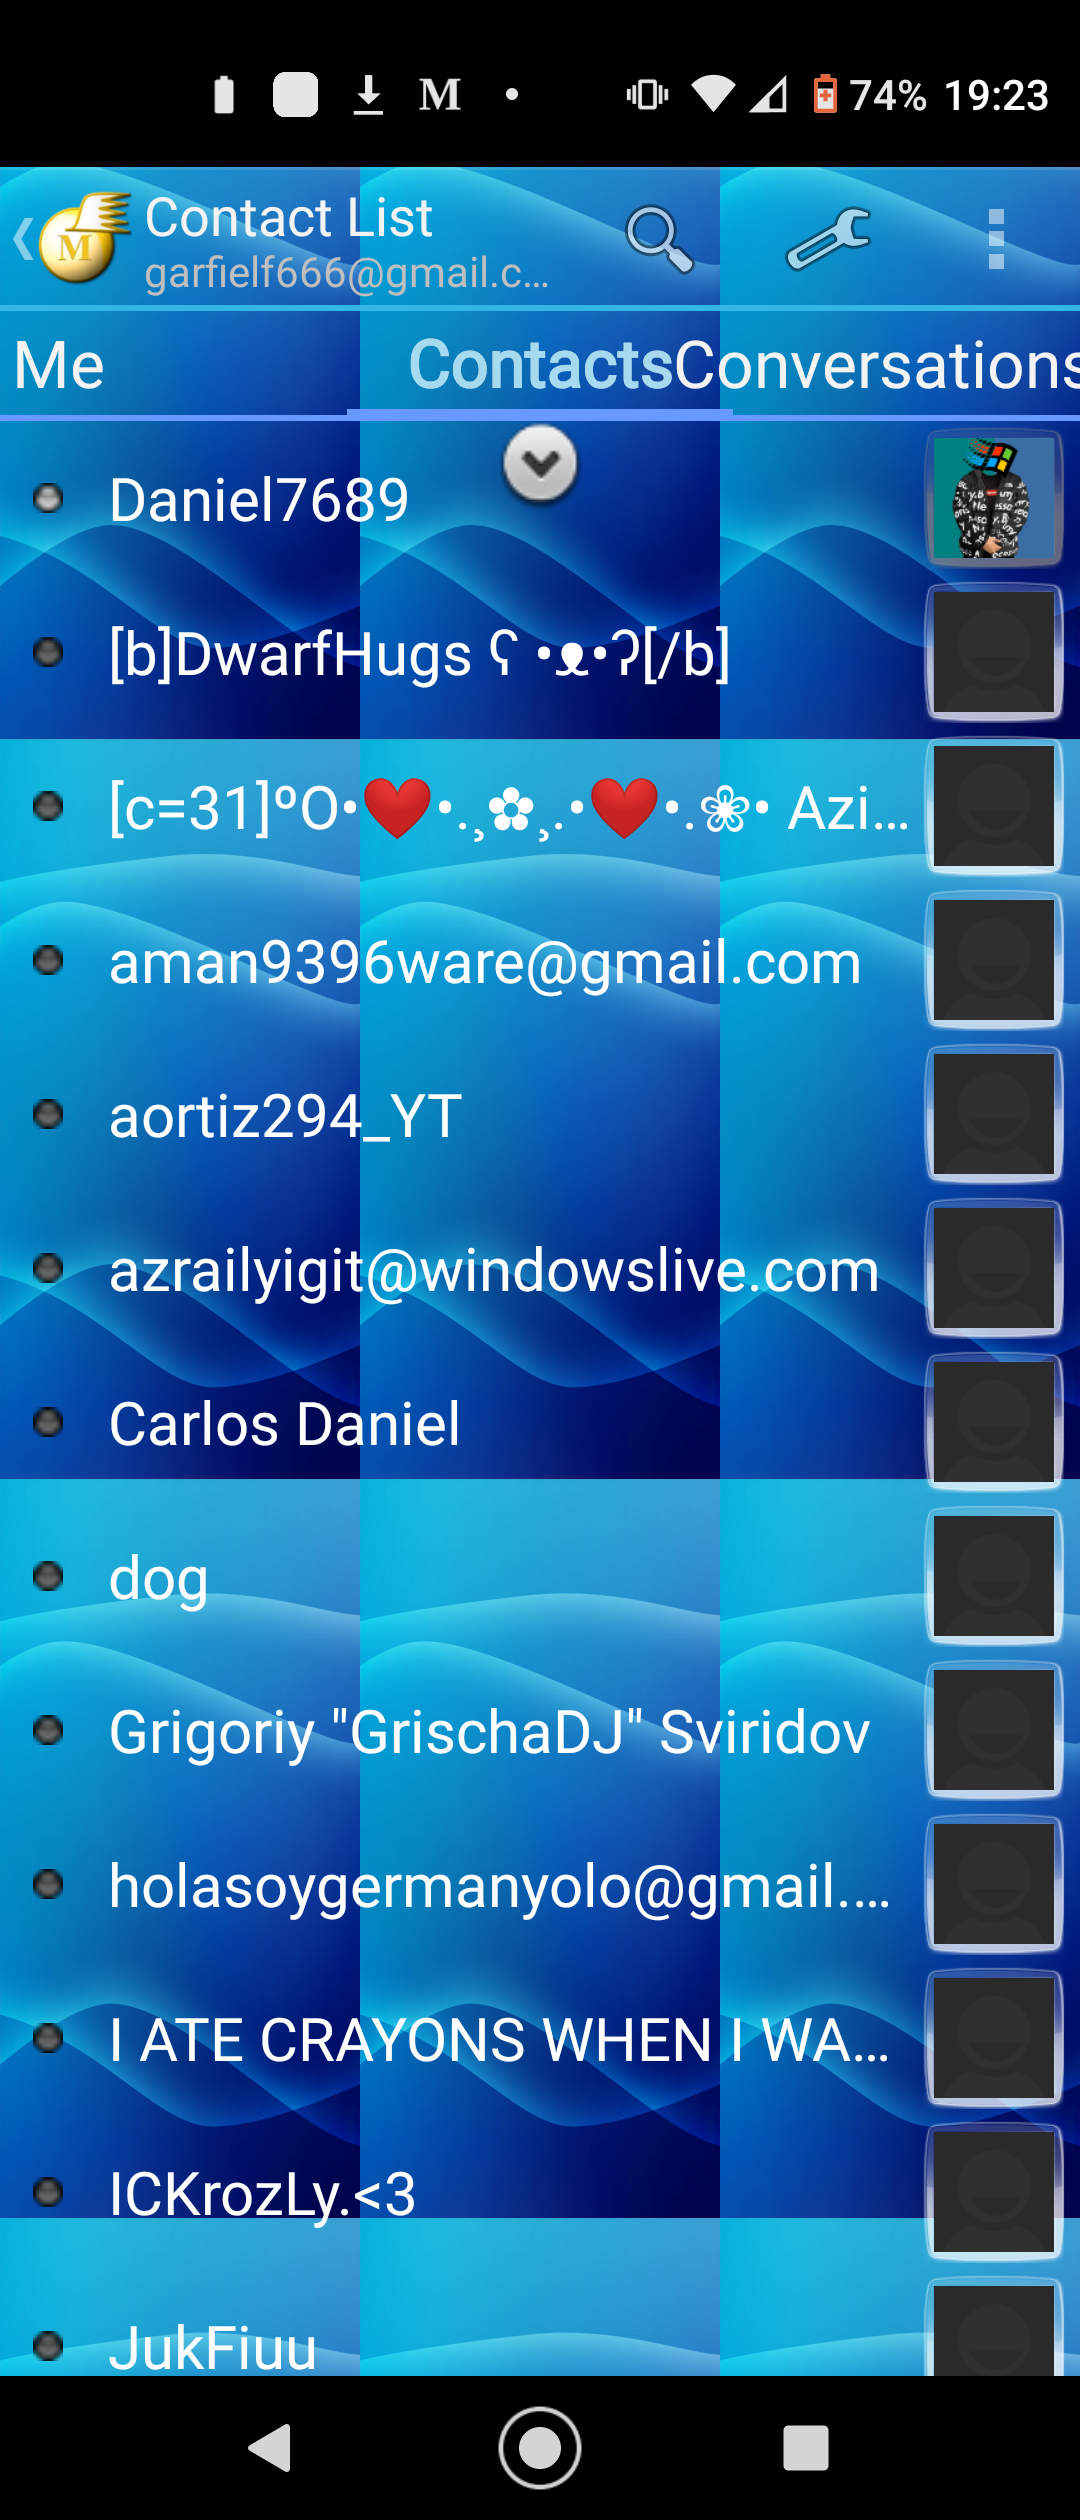 M
74% 19:23
M
Contact List
garfielf666@gmail.c...
Me Contacts Conversations
Daniel7689
[b]DwarfHugs ʕ •ᴥ•ʔ[/b]
[c=31]ºO•❤•.¸✿¸.•❤•.❀• Azi...
aman9396ware@gmail.com
aortiz294_YT
azrailyigit@windowslive.com
Carlos Daniel
dog
Grigoriy "GrischaDJ" Sviridov
holasoygermanyolo@gmail....
I ATE CRAYONS WHEN I WA...
ICKrozLy.<3
JukFiuu